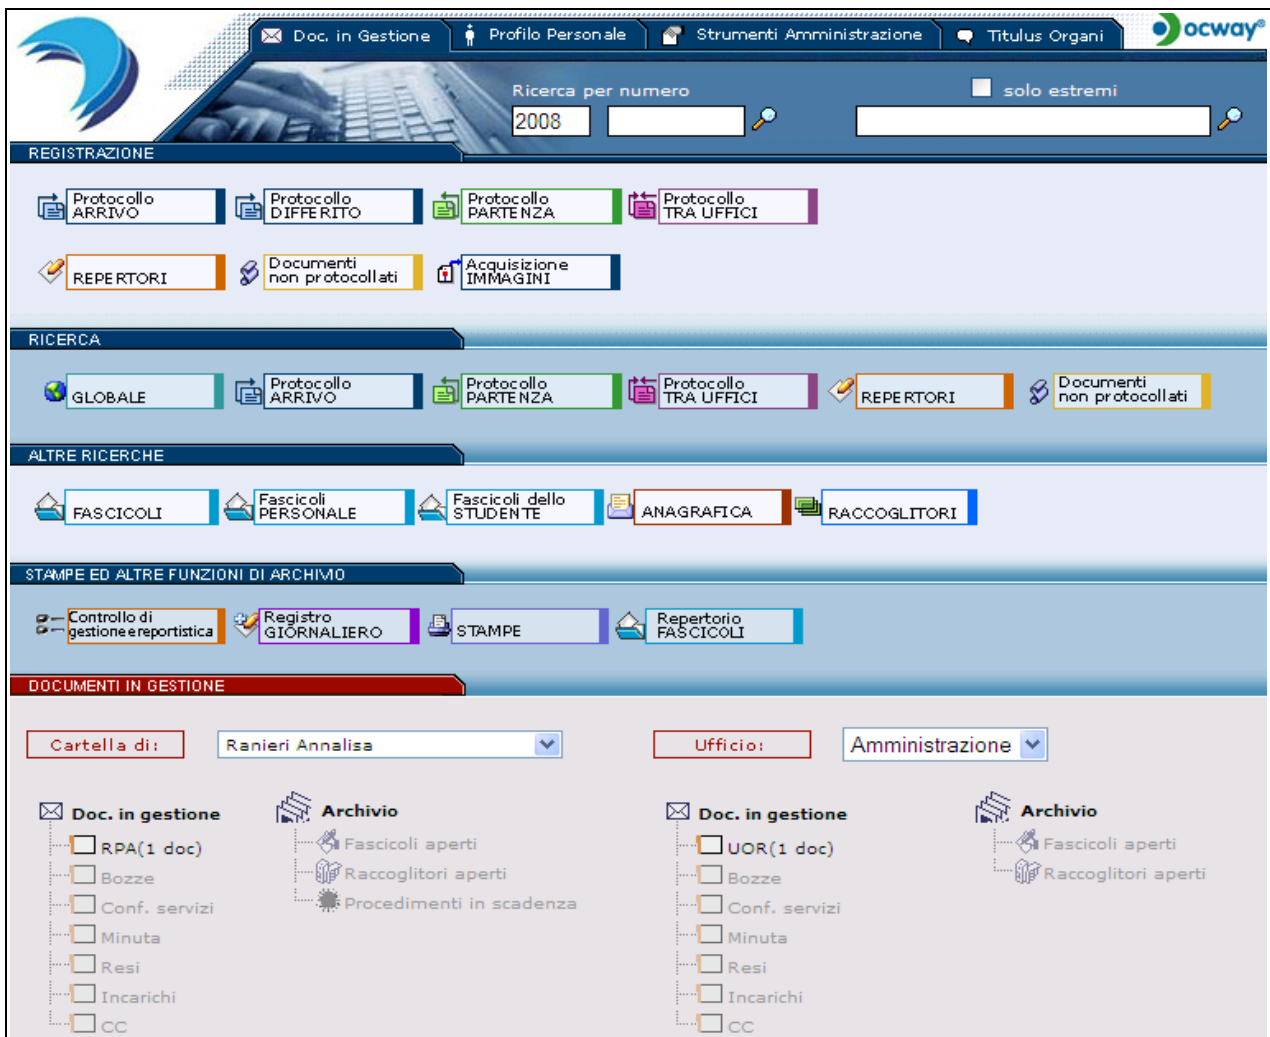 Doc. in Gestione Profilo Personale Strumenti Amministrazione Titulus Organi Docway®
Ricerca per numero solo estremi
2008
REGISTRAZIONE
Protocollo ARRIVO
Protocollo DIFFERITO
Protocollo PARTENZA
Protocollo TRA UFFICI
REPERTORI
Documenti non protocollati
Acquisizione IMMAGINI
RICERCA
GLOBALE
Protocollo ARRIVO
Protocollo PARTENZA
Protocollo TRA UFFICI
REPERTORI
Documenti non protocollati
ALTRE RICERCHE
FASCICOLI
Fascicoli PERSONALE
Fascicoli dello STUDENTE
ANAGRAFICA
RACCOGLITORI
STAMPE ED ALTRE FUNZIONI DI ARCHIVIO
Controllo di gestione e reportistica
Registro GIORNALIERO
STAMPE
Repertorio FASCICOLI
DOCUMENTI IN GESTIONE
Cartella di: Ranieri Annalisa
Ufficio: Amministrazione
Doc. in gestione
RPA(1 doc)
Bozze
Conf. servizi
Minuta
Resi
Incarichi
CC
Archivio
Fascicoli aperti
Raccoglitori aperti
Procedimenti in scadenza
Doc. in gestione
UOR(1 doc)
Bozze
Conf. servizi
Minuta
Resi
Incarichi
CC
Archivio
Fascicoli aperti
Raccoglitori aperti